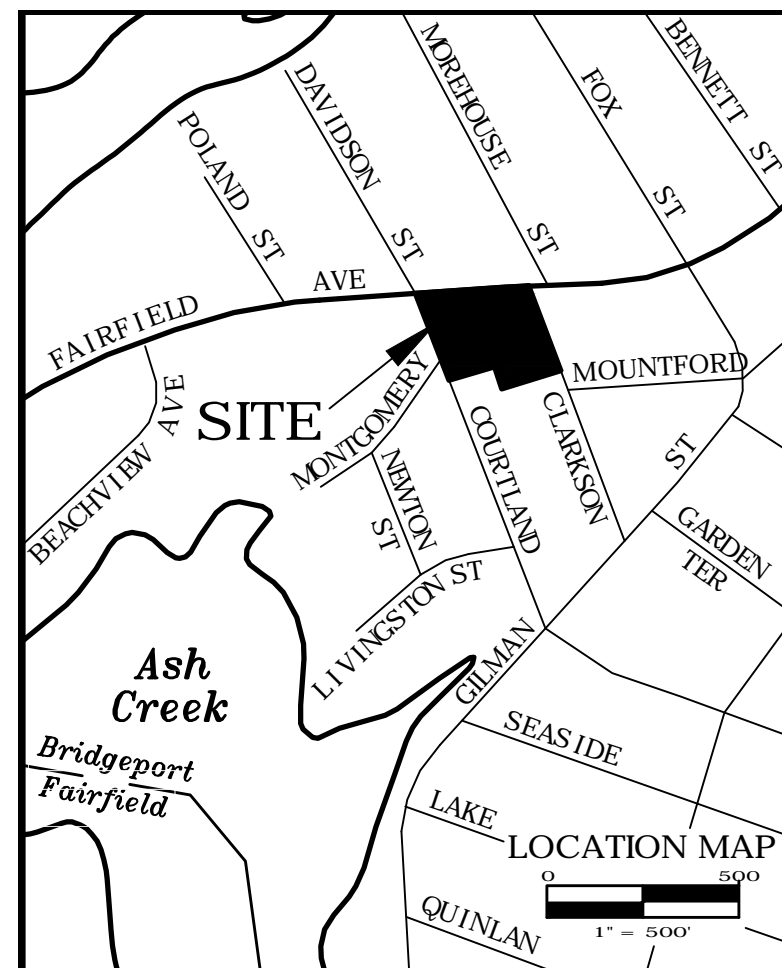 POLAND ST
DAVIDSON ST
MOREHOUSE ST
FOX ST
BENNETT ST
FAIRFIELD AVE
BEACHVIEW AVE
SITE
MONTGOMERY
MOUNTFORD
COURTLAND
CLARKSON
NEWTON ST
LIVINGSTON ST
GILMAN ST
GARDEN
TER
Ash
Creek
Bridgeport
Fairfield
SEASIDE
LAKE
QUINLAN
LOCATION MAP
0 500
1" = 500'